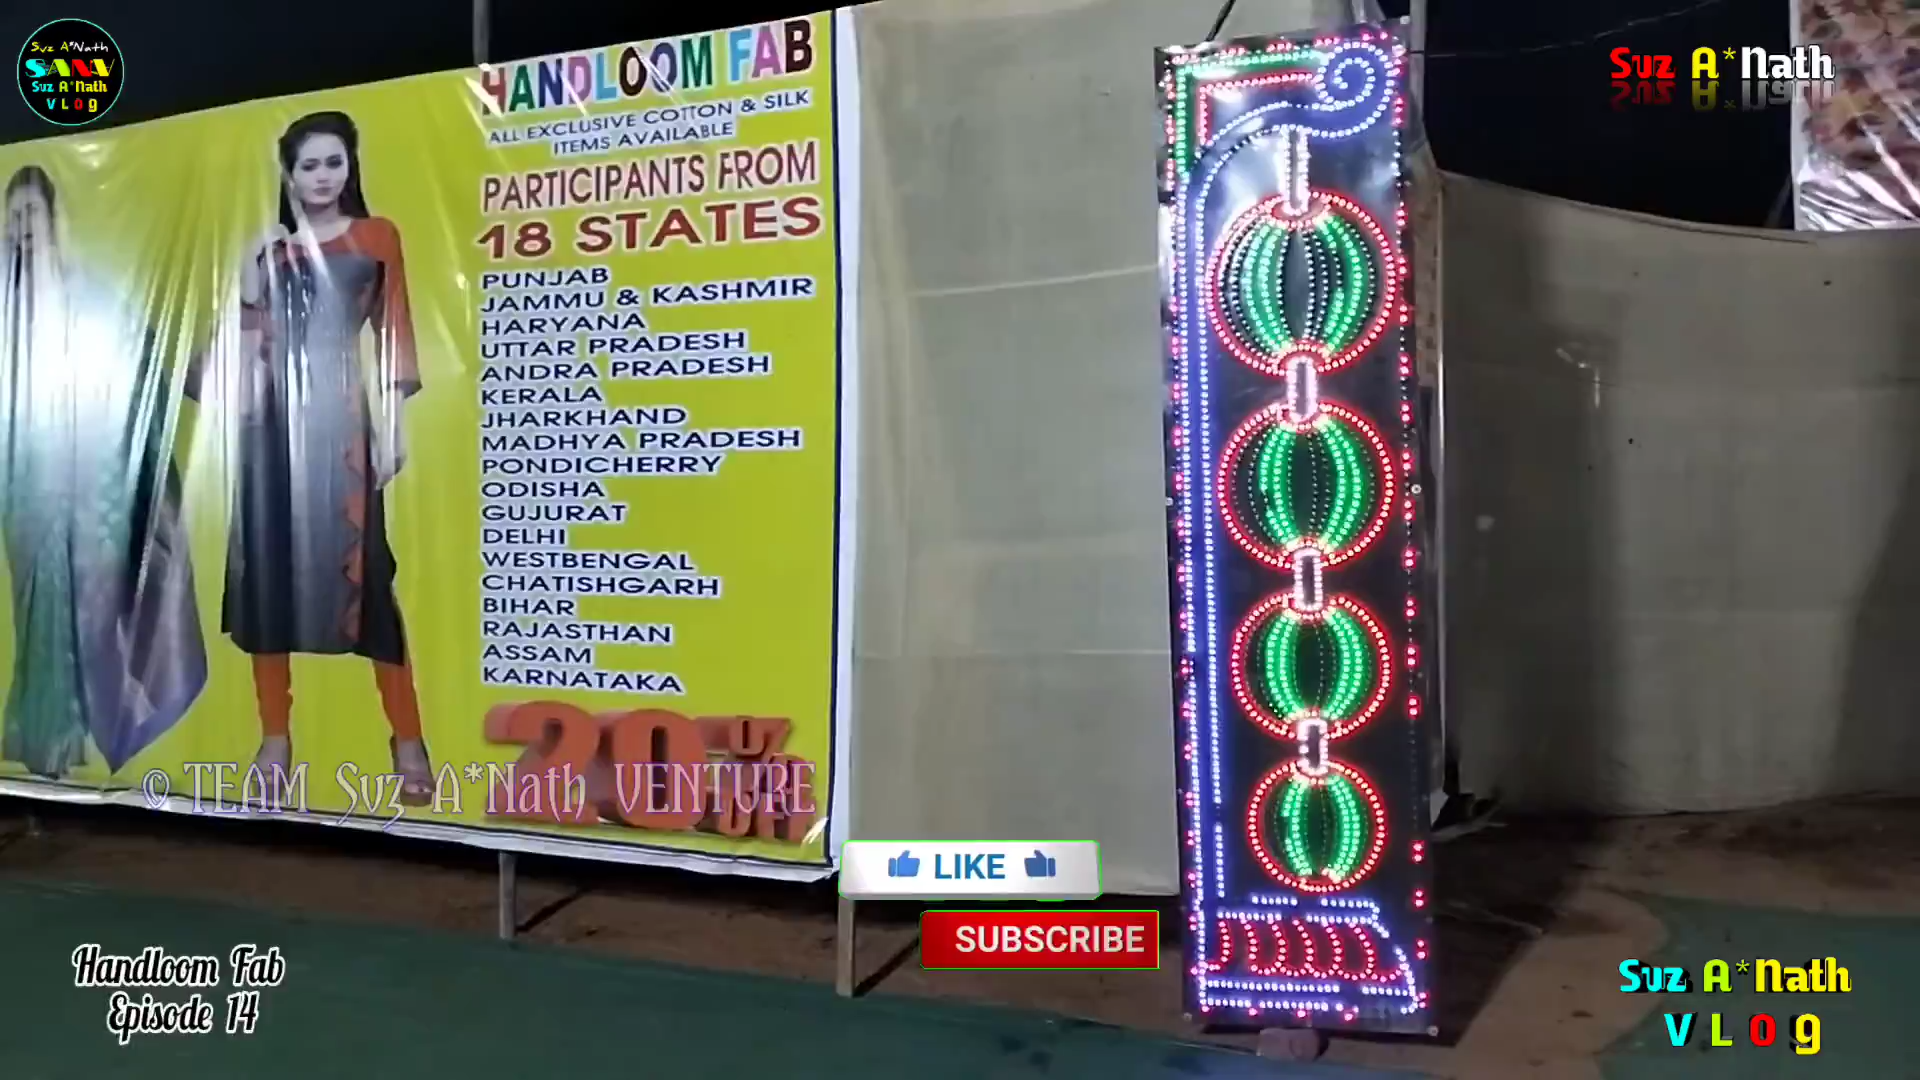 Suz A*Nath
SANV
Suz A*Nath
VLog
Suz A*Nath
HANDLOOM FAB
ALL EXCLUSIVE COTTON & SILK
ITEMS AVAILABLE
PARTICIPANTS FROM
18 STATES
PUNJAB
JAMMU & KASHMIR
HARYANA
UTTAR PRADESH
ANDRA PRADESH
KERALA
JHARKHAND
MADHYA PRADESH
PONDICHERRY
ODISHA
GUJURAT
DELHI
WESTBENGAL
CHATISHGARH
BIHAR
RAJASTHAN
ASSAM
KARNATAKA
20% OFF
© TEAM Suz A*Nath VENTURE
LIKE
SUBSCRIBE
Handloom Fab
Episode 14
Suz A*Nath
VLog